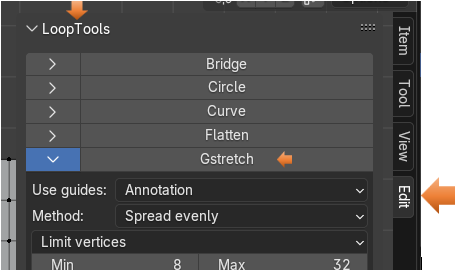 LoopTools
Bridge
Circle
Curve
Flatten
Gstretch
Use guides: Annotation
Method: Spread evenly
Limit vertices
Min 8 Max 32
Item
Tool
View
Edit